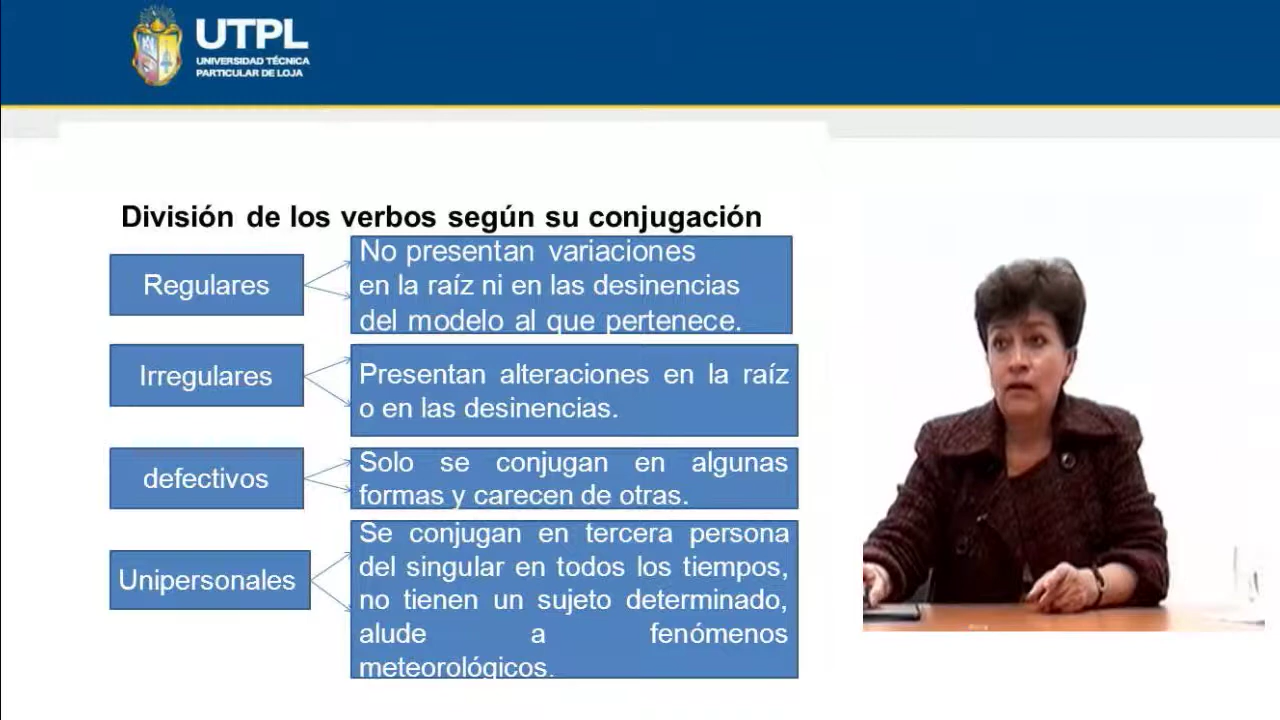 UTPL
UNIVERSIDAD TÉCNICA
PARTICULAR DE LOJA
División de los verbos según su conjugación
Regulares
No presentan variaciones
en la raíz ni en las desinencias
del modelo al que pertenece.
Irregulares
Presentan alteraciones en la raíz
o en las desinencias.
defectivos
Solo se conjugan en algunas
formas y carecen de otras.
Unipersonales
Se conjugan en tercera persona
del singular en todos los tiempos,
no tienen un sujeto determinado,
alude a fenómenos
meteorológicos.